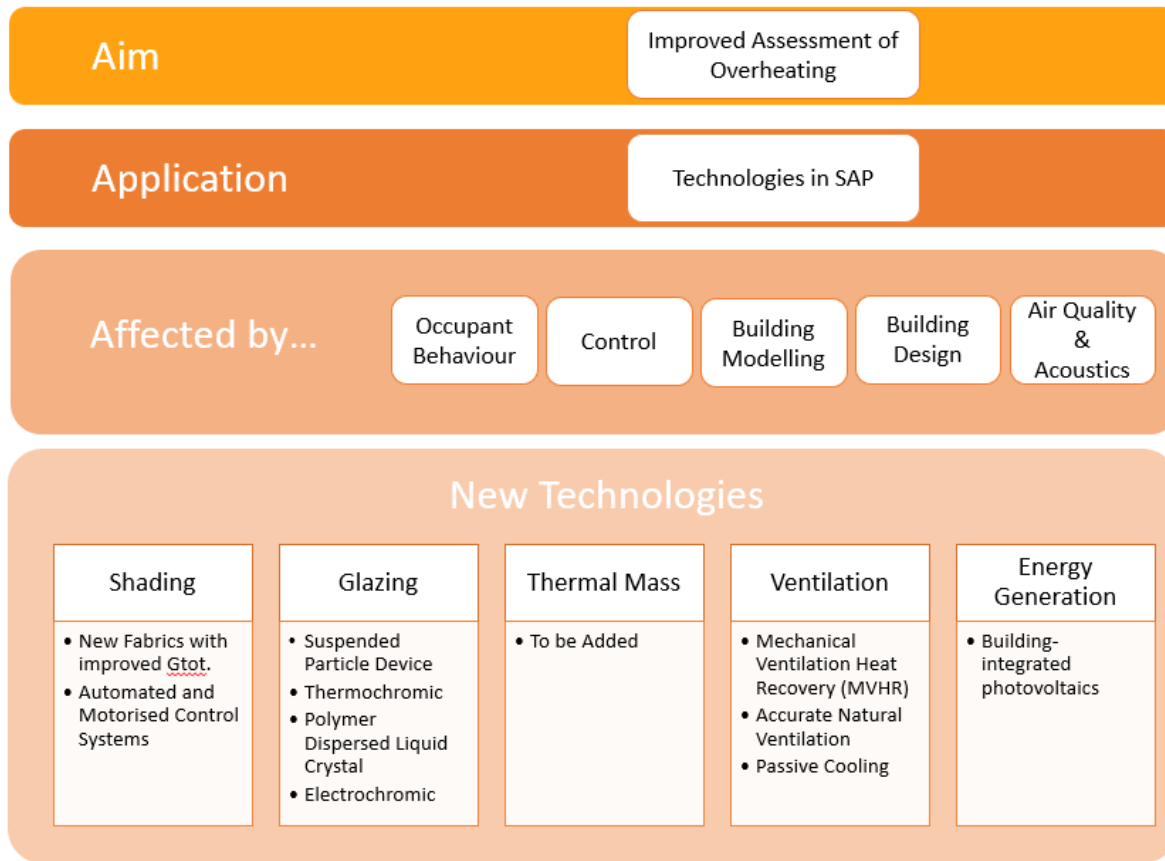 Aim
Improved Assessment of
Overheating
Application
Technologies in SAP
Affected by...
Occupant
Behaviour
Control
Building
Modelling
Building
Design
Air Quality
&
Acoustics
New Technologies
Shading
• New Fabrics with
improved Gtot.
• Automated and
Motorised Control
Systems
Glazing
• Suspended
Particle Device
• Thermochromic
• Polymer
Dispersed Liquid
Crystal
• Electrochromic
Thermal Mass
• To be Added
Ventilation
• Mechanical
Ventilation Heat
Recovery (MVHR)
• Accurate Natural
Ventilation
• Passive Cooling
Energy
Generation
• Building-
integrated
photovoltaics